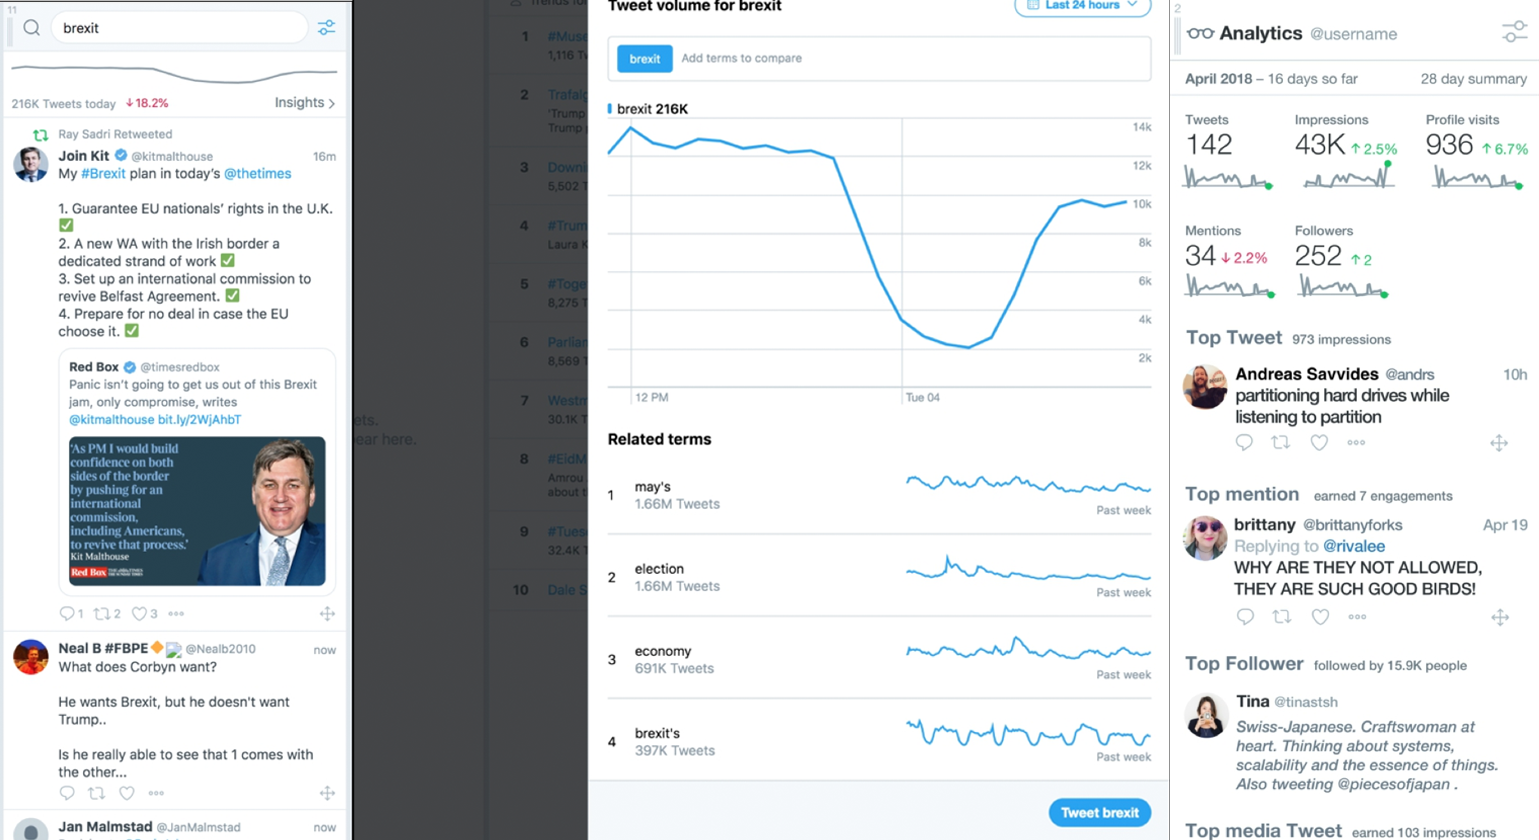 11
brexit
216K Tweets today ↓18.2%
Insights >
Ray Sadri Retweeted
Join Kit @kitmalthouse 16m
My #Brexit plan in today's @thetimes
1. Guarantee EU nationals' rights in the U.K.
✅
2. A new WA with the Irish border a
dedicated strand of work ✅
3. Set up an international commission to
revive Belfast Agreement. ✅
4. Prepare for no deal in case the EU
choose it. ✅
Red Box @timesredbox
Panic isn't going to get us out of this Brexit
jam, only compromise, writes
@kitmalthouse bit.ly/2WjAhbT
'As PM I would build
confidence on both
sides of the border
by pushing for an
international
commission,
including Americans,
to revive that process.'
Kit Malthouse
Red Box
1 2 3
Neal B #FBPE🔶 @Nealb2010 now
What does Corbyn want?
He wants Brexit, but he doesn't want
Trump..
Is he really able to see that 1 comes with
the other...
Jan Malmstad @JanMalmstad now
ets.
ear here.
Trends for
1 #Muse
1,116 Tw
2 Trafalg
'Trump
Trump p
3 Downi
5,502 T
4 #Trum
Laura K
5 #Toge
8,275 T
6 Parlian
8,569 T
7 Westm
30.1K T
8 #EidM
Amrou
about t
9 #Tues
32.4K T
10 Dale S
Tweet volume for brexit
Last 24 hours
brexit Add terms to compare
brexit 216K
14k
12k
10k
8k
6k
4k
2k
12 PM Tue 04
Related terms
1 may's
1.66M Tweets
Past week
2 election
1.66M Tweets
Past week
3 economy
691K Tweets
Past week
4 brexit's
397K Tweets
Past week
Tweet brexit
2
Analytics @username
April 2018 – 16 days so far 28 day summary
Tweets Impressions Profile visits
142 43K ↑2.5% 936 ↑6.7%
Mentions Followers
34 ↓2.2% 252 ↑2
Top Tweet 973 impressions
Andreas Savvides @andrs 10h
partitioning hard drives while
listening to partition
Top mention earned 7 engagements
brittany @brittanyforks Apr 19
Replying to @rivalee
WHY ARE THEY NOT ALLOWED,
THEY ARE SUCH GOOD BIRDS!
Top Follower followed by 15.9K people
Tina @tinastsh
Swiss-Japanese. Craftswoman at
heart. Thinking about systems,
scalability and the essence of things.
Also tweeting @piecesofjapan .
Top media Tweet earned 103 impressions